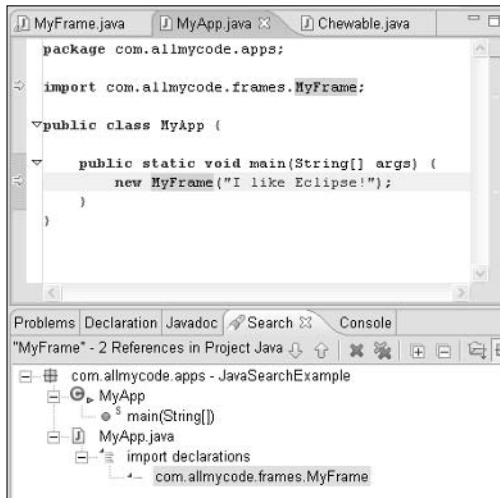 MyFrame.java MyApp.java Chewable.java
package com.allmycode.apps;
import com.allmycode.frames.MyFrame;
public class MyApp {
public static void main(String[] args) {
new MyFrame("I like Eclipse!");
}
}
Problems Declaration Javadoc Search Console
"MyFrame" - 2 References in Project Java
com.allmycode.apps - JavaSearchExample
MyApp
main(String[])
MyApp.java
import declarations
com.allmycode.frames.MyFrame